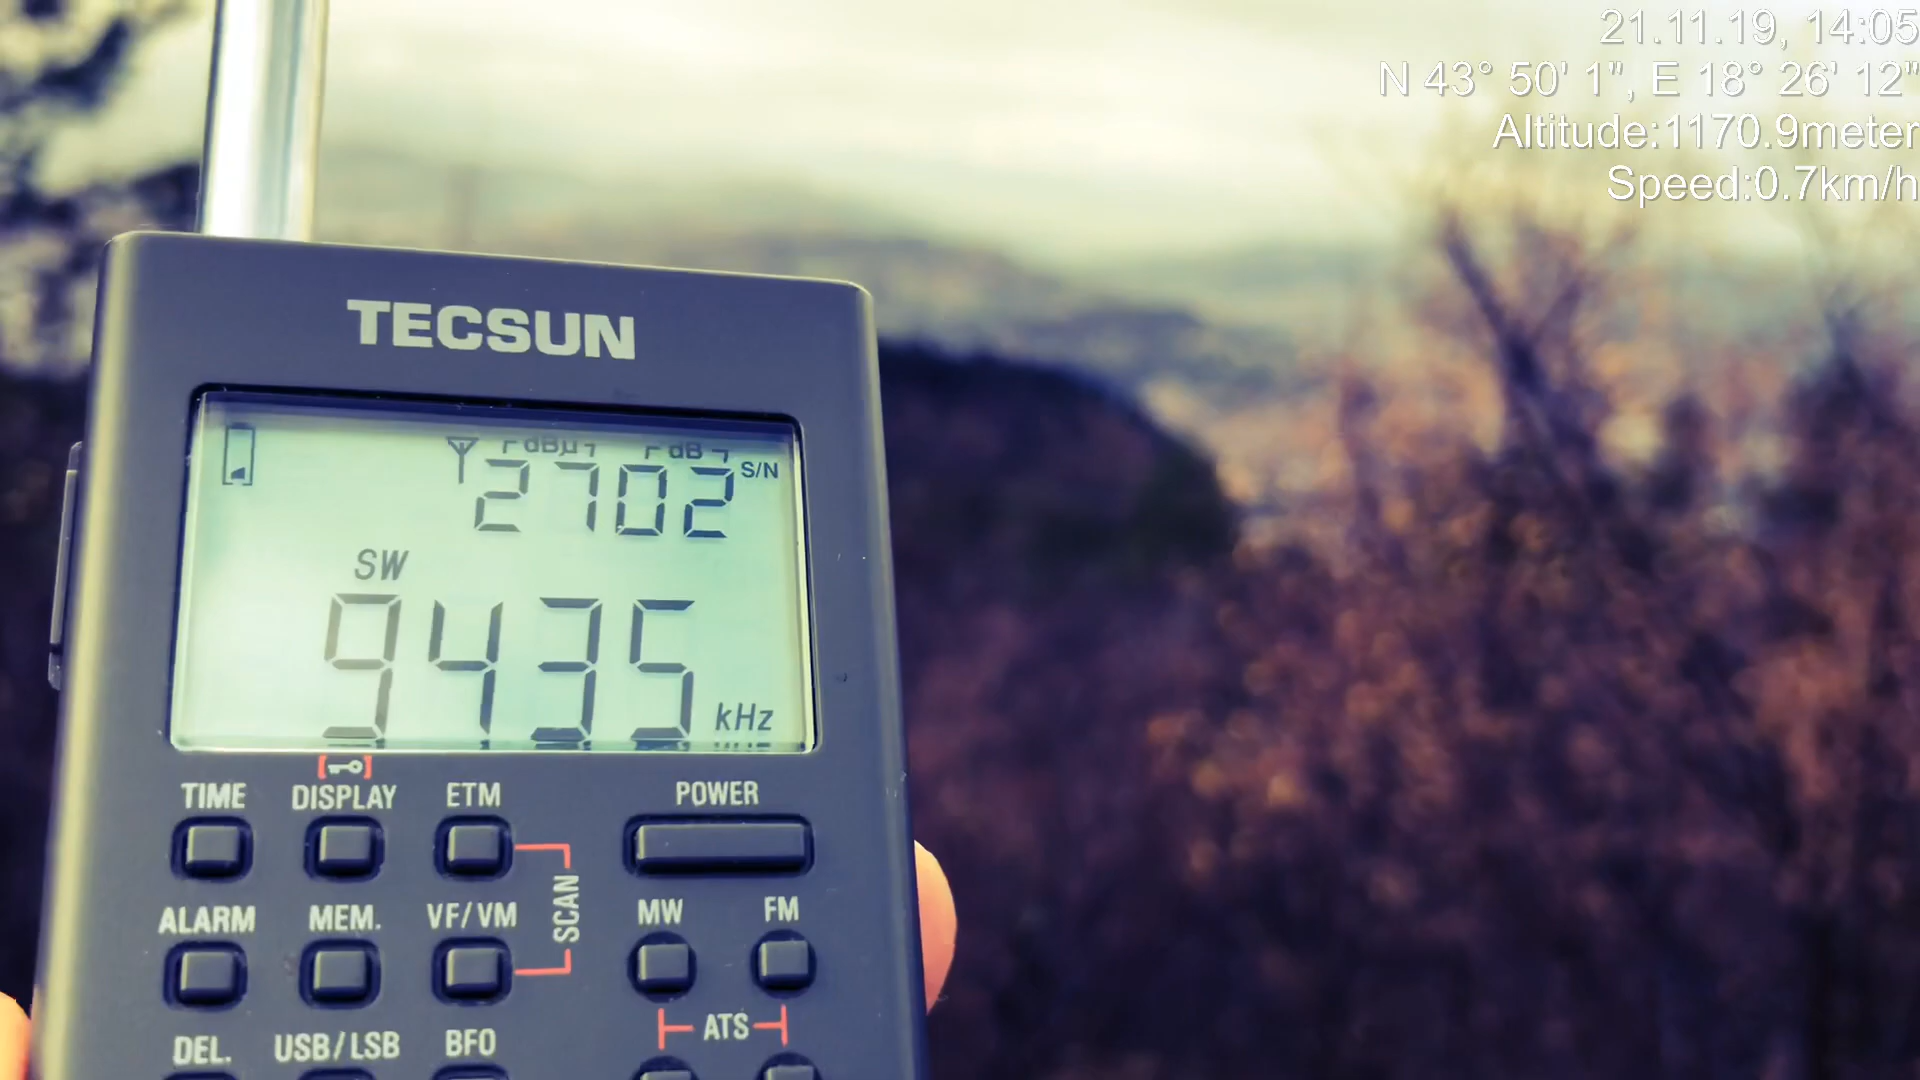 21.11.19, 14:05
N 43° 50' 1", E 18° 26' 12"
Altitude:1170.9meter
Speed:0.7km/h
TECSUN
dBµ dB
2702 S/N
SW
9435 kHz
TIME DISPLAY ETM POWER
ALARM MEM. VF/VM SCAN MW FM
DEL. USB/LSB BFO ATS